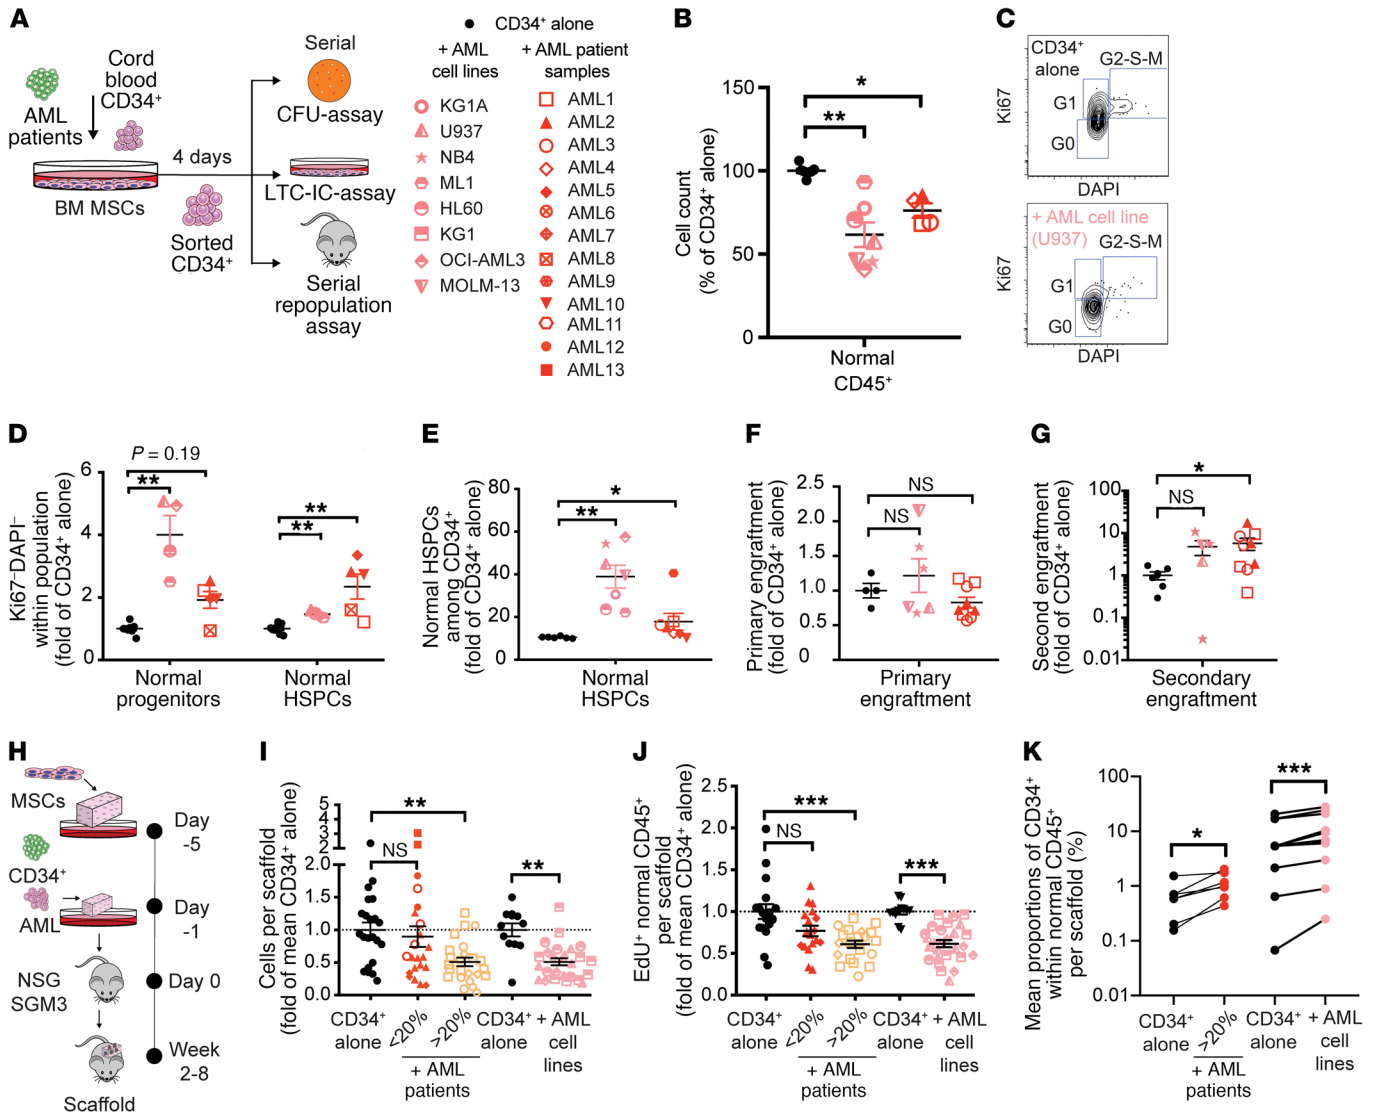 A
Cord
blood
CD34+
AML
patients
BM MSCs
4 days
Sorted
CD34+
Serial
CFU-assay
LTC-IC-assay
Serial
repopulation
assay
CD34+ alone
+ AML
cell lines
KG1A
U937
NB4
ML1
HL60
KG1
OCI-AML3
MOLM-13
+ AML patient
samples
AML1
AML2
AML3
AML4
AML5
AML6
AML7
AML8
AML9
AML10
AML11
AML12
AML13
B
Cell count
(% of CD34+ alone)
150
100
50
0
*
**
Normal
CD45+
C
CD34+
alone
G2-S-M
G1
G0
Ki67
DAPI
+ AML cell line
(U937)
G2-S-M
G1
G0
Ki67
DAPI
D
Ki67–DAPI–
within population
(fold of CD34+ alone)
6
4
2
0
P = 0.19
**
**
**
Normal
progenitors
Normal
HSPCs
E
Normal HSPCs
among CD34+
(fold of CD34+ alone)
80
60
40
20
0
*
**
Normal
HSPCs
F
Primary engraftment
(fold of CD34+ alone)
2.5
2.0
1.5
1.0
0.5
0
NS
NS
Primary
engraftment
G
Second engraftment
(fold of CD34+ alone)
100
10
1
0.1
0.01
*
NS
Secondary
engraftment
H
MSCs
CD34+
AML
NSG
SGM3
Scaffold
Day
-5
Day
-1
Day 0
Week
2-8
I
Cells per scaffold
(fold of mean CD34+ alone)
5
4
3
2
2.0
1.5
1.0
0.5
0.0
**
NS
**
CD34+
alone
<20%
>20%
+ AML
patients
CD34+
alone
+ AML
cell
lines
J
EdU+ normal CD45+
per scaffold
(fold of mean CD34+ alone)
2.5
2.0
1.5
1.0
0.5
0.0
***
NS
***
CD34+
alone
<20%
>20%
+ AML
patients
CD34+
alone
+ AML
cell
lines
K
Mean proportions of CD34+
within normal CD45+
per scaffold (%)
100
10
1
0.1
0.01
*
***
CD34+
alone
>20%
+ AML
patients
CD34+
alone
+ AML
cell
lines